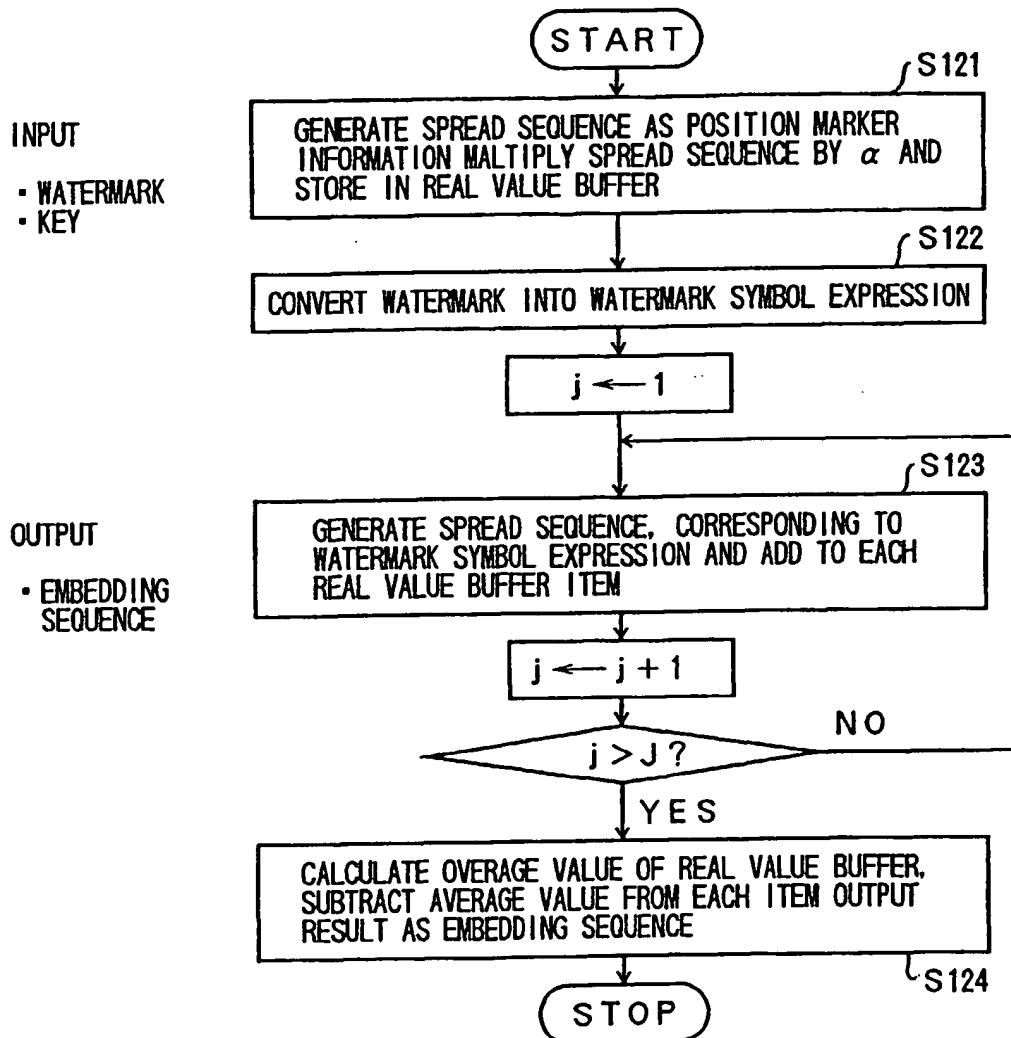 START
S121
INPUT
• WATERMARK
• KEY
GENERATE SPREAD SEQUENCE AS POSITION MARKER
INFORMATION MALTIPLY SPREAD SEQUENCE BY α AND
STORE IN REAL VALUE BUFFER
S122
CONVERT WATERMARK INTO WATERMARK SYMBOL EXPRESSION
j ← 1
S123
OUTPUT
• EMBEDDING
SEQUENCE
GENERATE SPREAD SEQUENCE, CORRESPONDING TO
WATERMARK SYMBOL EXPRESSION AND ADD TO EACH
REAL VALUE BUFFER ITEM
j ← j + 1
j > J ?
NO
YES
CALCULATE OVERAGE VALUE OF REAL VALUE BUFFER,
SUBTRACT AVERAGE VALUE FROM EACH ITEM OUTPUT
RESULT AS EMBEDDING SEQUENCE
S124
STOP